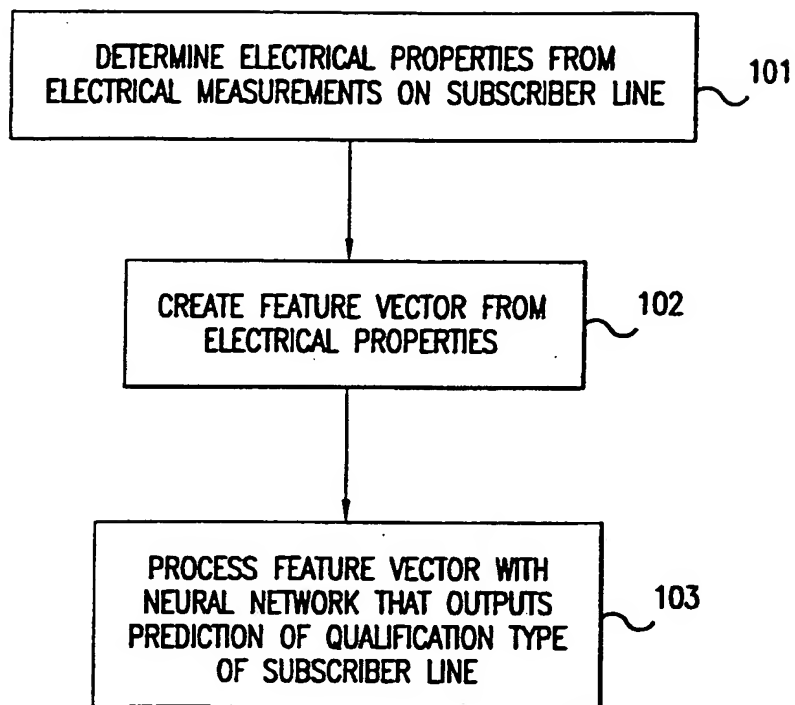 DETERMINE ELECTRICAL PROPERTIES FROM
ELECTRICAL MEASUREMENTS ON SUBSCRIBER LINE
101
CREATE FEATURE VECTOR FROM
ELECTRICAL PROPERTIES
102
PROCESS FEATURE VECTOR WITH
NEURAL NETWORK THAT OUTPUTS
PREDICTION OF QUALIFICATION TYPE
OF SUBSCRIBER LINE
103